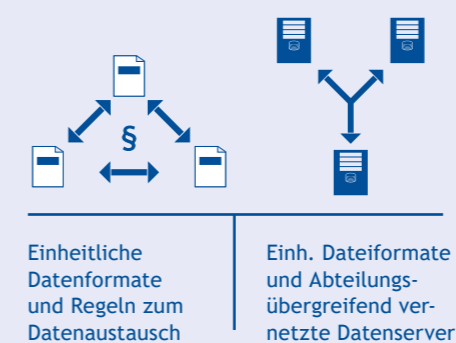 §
Einheitliche
Datenformate
und Regeln zum
Datenaustausch
Einh. Dateiformate
und Abteilungs-
übergreifend ver-
netzte Datenserver